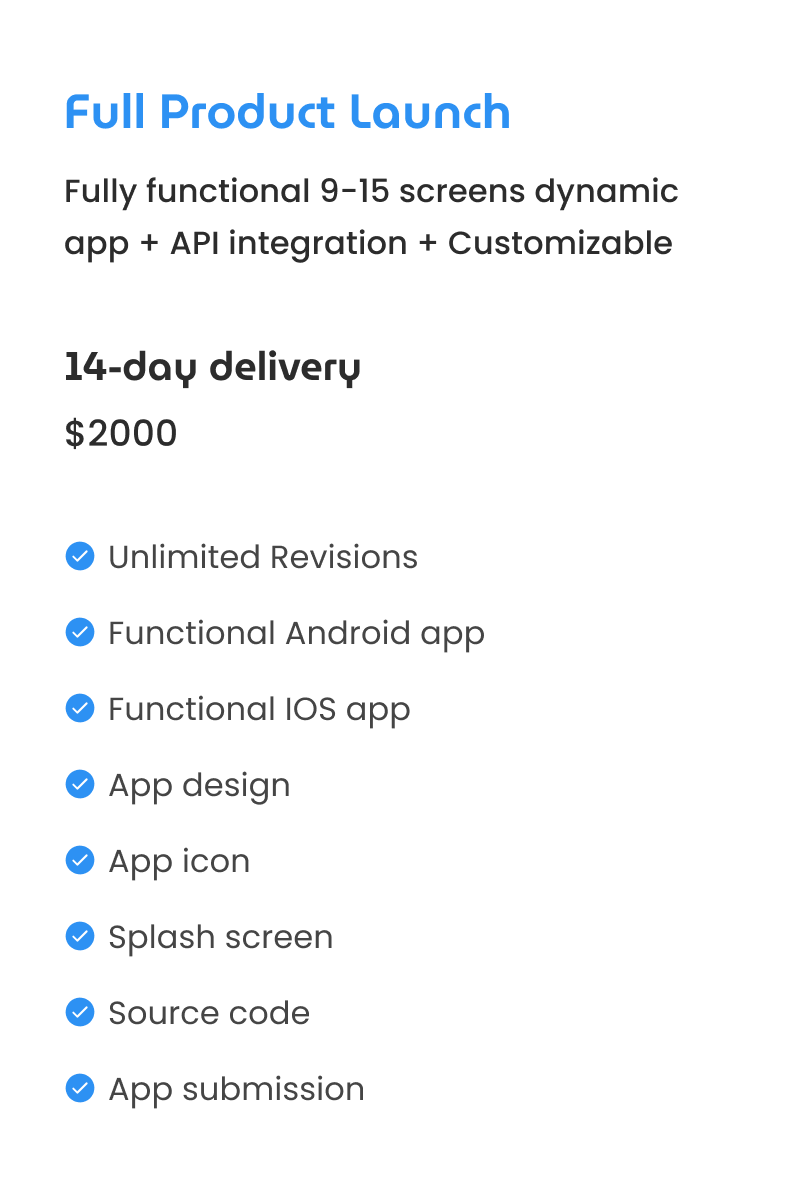 Full Product Launch
Fully functional 9-15 screens dynamic
app + API integration + Customizable
14-day delivery
$2000
Unlimited Revisions
Functional Android app
Functional IOS app
App design
App icon
Splash screen
Source code
App submission